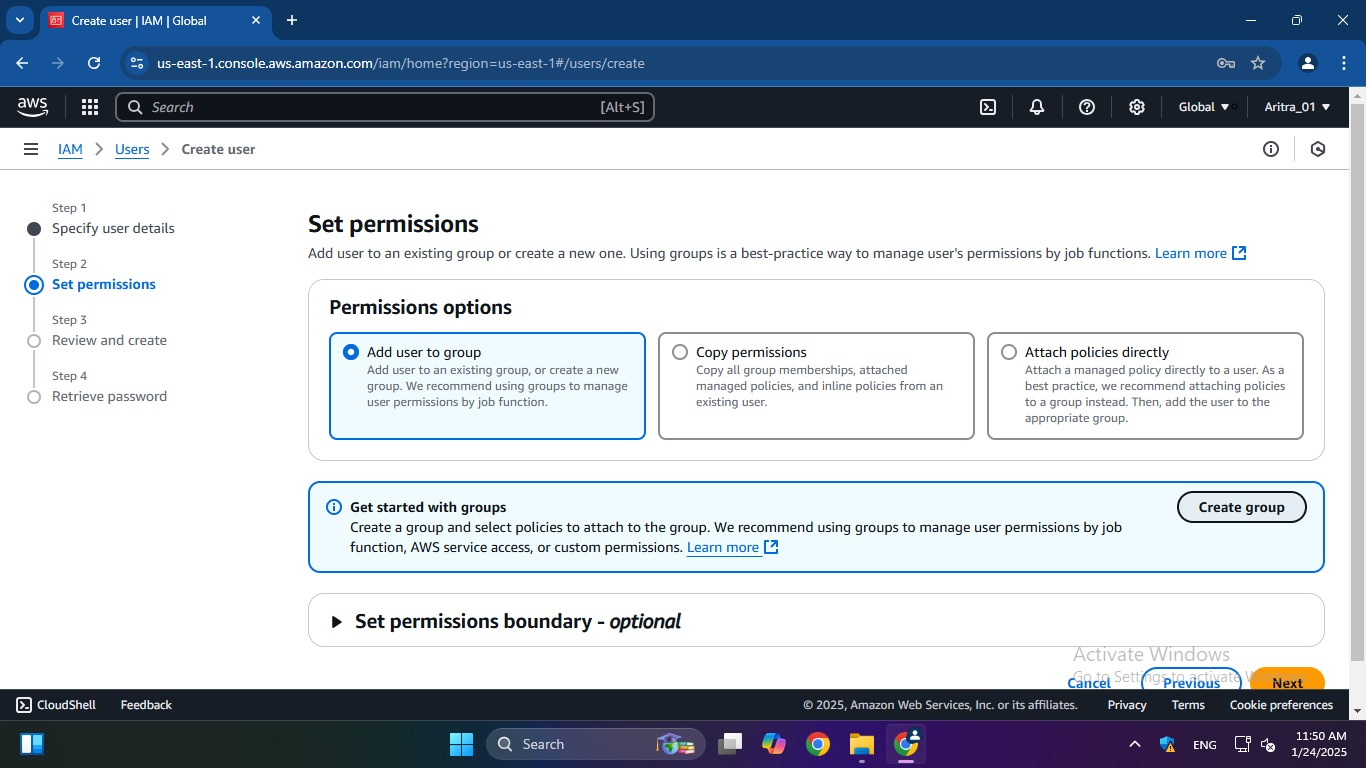 Create user | IAM | Global
us-east-1.console.aws.amazon.com/iam/home?region=us-east-1#/users/create
aws
Search
[Alt+S]
Global
Aritra_01
IAM
Users
Create user
Step 1
Specify user details
Step 2
Set permissions
Step 3
Review and create
Step 4
Retrieve password
Set permissions
Add user to an existing group or create a new one. Using groups is a best-practice way to manage user's permissions by job functions. Learn more
Permissions options
Add user to group
Add user to an existing group, or create a new
group. We recommend using groups to manage
user permissions by job function.
Copy permissions
Copy all group memberships, attached
managed policies, and inline policies from an
existing user.
Attach policies directly
Attach a managed policy directly to a user. As a
best practice, we recommend attaching policies
to a group instead. Then, add the user to the
appropriate group.
Get started with groups
Create a group and select policies to attach to the group. We recommend using groups to manage user permissions by job
function, AWS service access, or custom permissions. Learn more
Create group
Set permissions boundary - optional
Activate Windows
Go to Settings to activate
Cancel
Previous
Next
CloudShell
Feedback
© 2025, Amazon Web Services, Inc. or its affiliates.
Privacy
Terms
Cookie preferences
Search
ENG
11:50 AM
1/24/2025